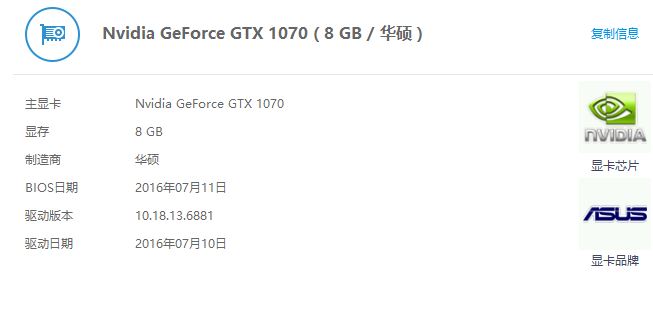 Nvidia GeForce GTX 1070 ( 8 GB / 华硕 )
复制信息
主显卡 Nvidia GeForce GTX 1070
显存 8 GB
制造商 华硕
BIOS日期 2016年07月11日
驱动版本 10.18.13.6881
驱动日期 2016年07月10日
NVIDIA
显卡芯片
ASUS
显卡品牌